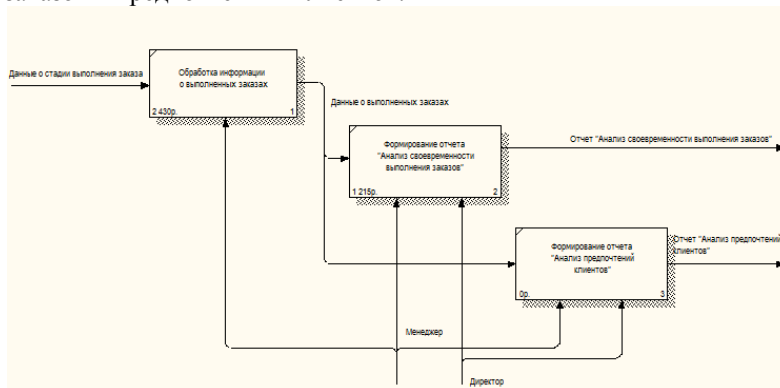 Данные о стадии выполнения заказа
Обработка информации
о выполненных заказах
2 430р. 1
Данные о выполненных заказах
Формирование отчета
"Анализ своевременности
выполнения заказов"
1 215р. 2
Отчет "Анализ своевременности выполнения заказов"
Формирование отчета
"Анализ предпочтений
клиентов"
0р. 3
Отчет "Анализ предпочтений
клиентов"
Менеджер
Директор